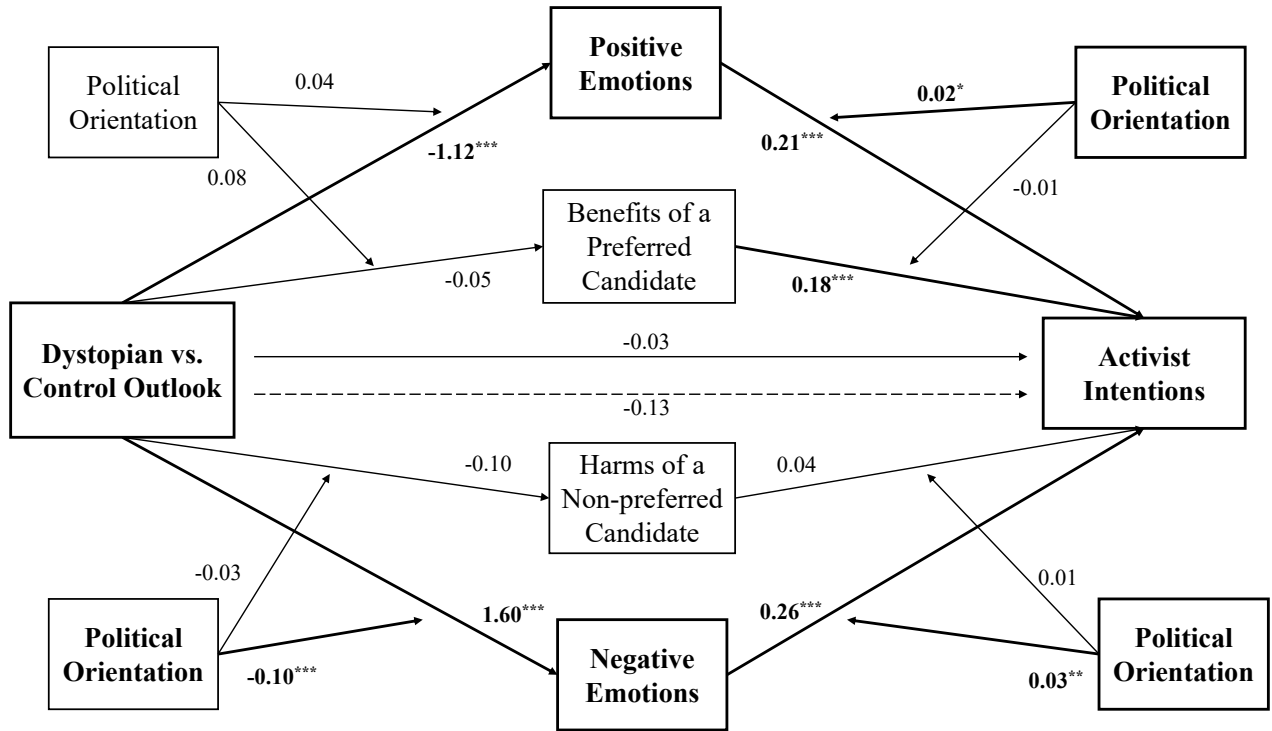 Positive
Emotions
Political
Orientation
0.04
0.02*
Political
Orientation
-1.12***
0.21***
0.08
-0.01
Benefits of a
Preferred
Candidate
-0.05
0.18***
Dystopian vs.
Control Outlook
-0.03
-0.13
Activist
Intentions
-0.10
Harms of a
Non-preferred
Candidate
0.04
-0.03
0.01
Political
Orientation
-0.10***
1.60***
0.26***
Negative
Emotions
0.03**
Political
Orientation